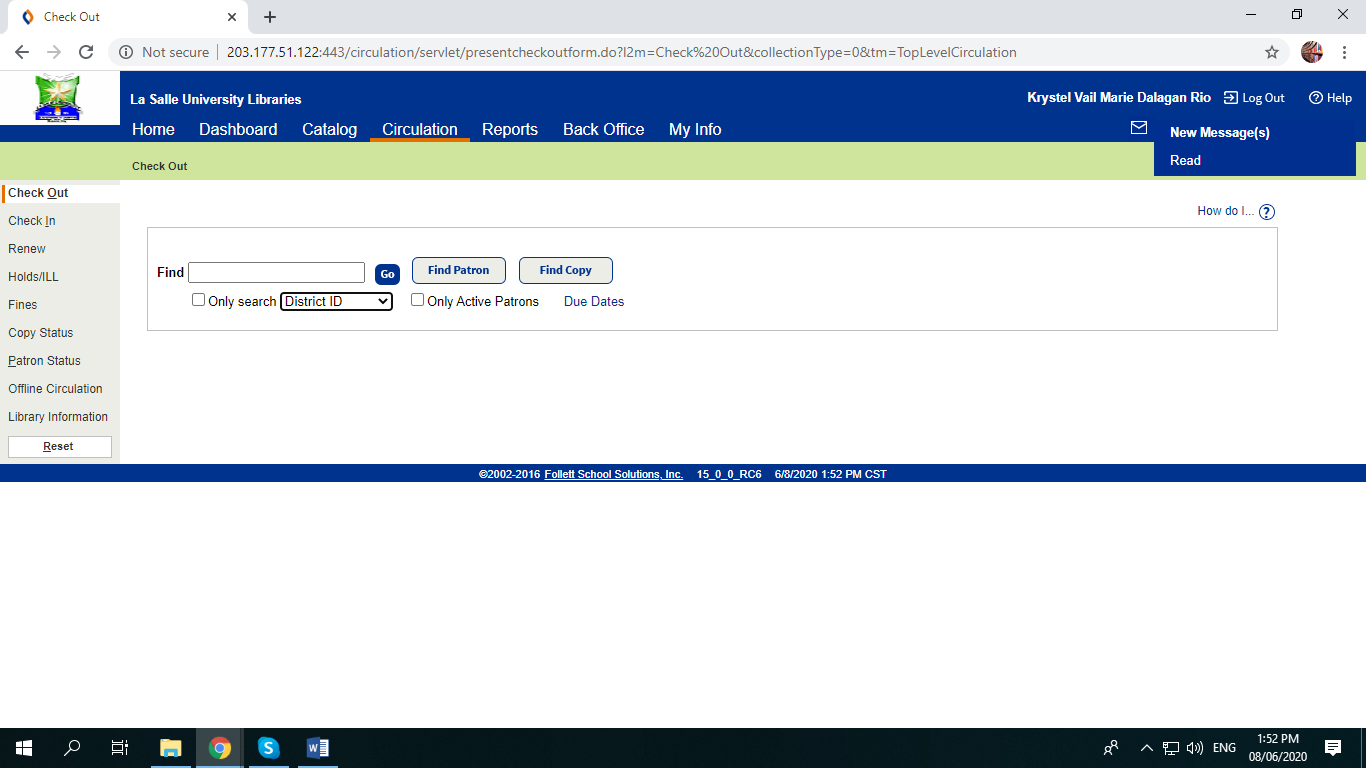 Check Out
Not secure 203.177.51.122:443/circulation/servlet/presentcheckoutform.do?l2m=Check%20Out&collectionType=0&tm=TopLevelCirculation
La Salle University Libraries
Krystel Vail Marie Dalagan Rio Log Out Help
Home Dashboard Catalog Circulation Reports Back Office My Info
New Message(s)
Read
Check Out
Check Out
Check In
Renew
Holds/ILL
Fines
Copy Status
Patron Status
Offline Circulation
Library Information
Reset
How do I... ?
Find Go Find Patron Find Copy
Only search District ID Only Active Patrons Due Dates
©2002-2016 Follett School Solutions, Inc. 15_0_0_RC6 6/8/2020 1:52 PM CST
ENG
1:52 PM
08/06/2020